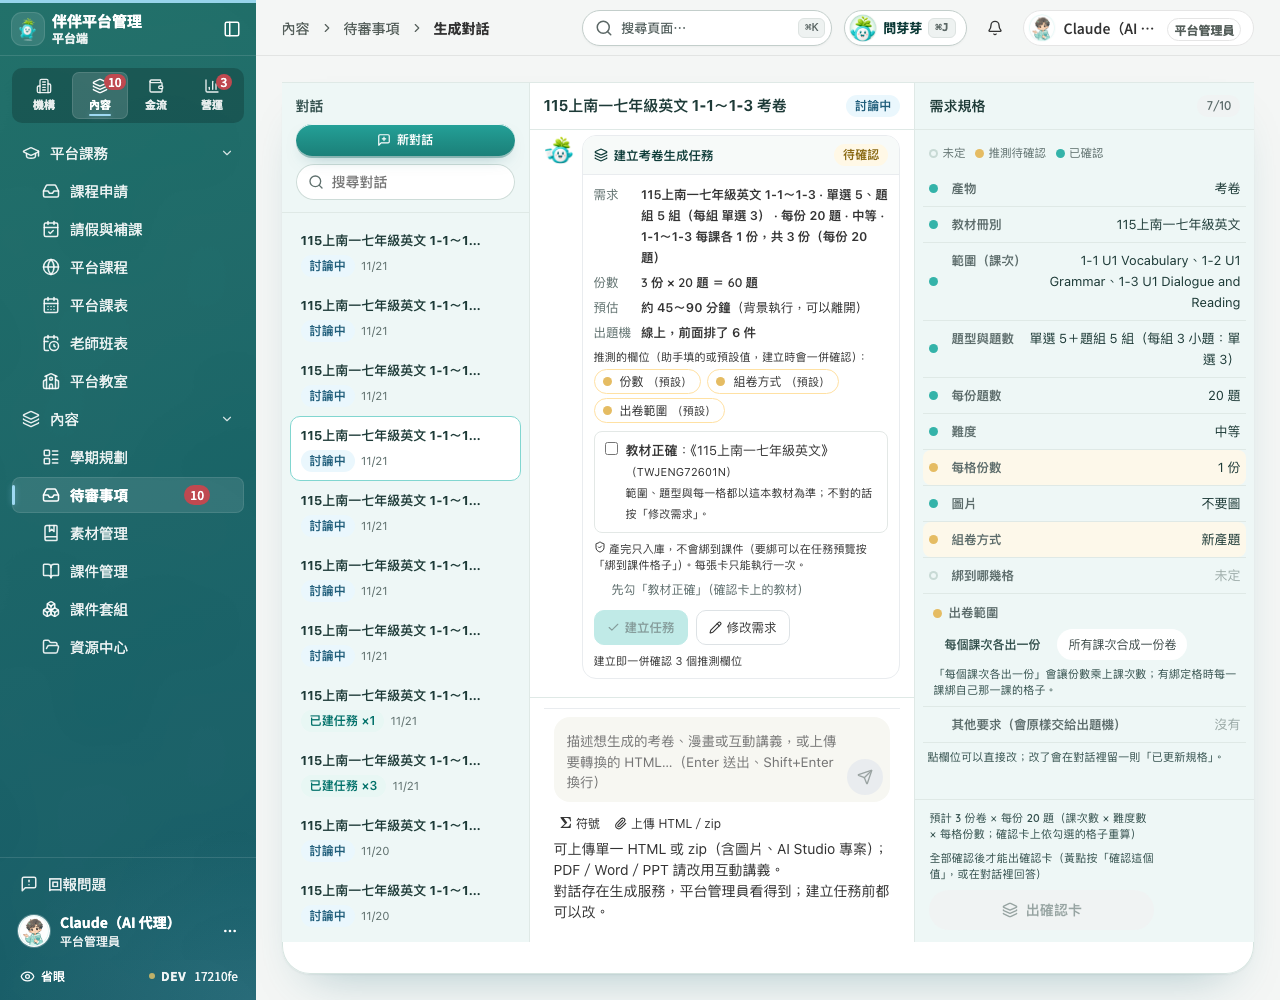 伴伴平台管理
平台端
機構
內容
10
金流
營運
3
平台課務
課程申請
請假與補課
平台課程
平台課表
老師班表
平台教室
內容
學期規劃
待審事項
10
素材管理
課件管理
課件套組
資源中心
回報問題
Claude（AI 代理）
平台管理員
省眼
DEV 17210fe
內容
待審事項
生成對話
搜尋頁面…
⌘K
問芽芽
⌘J
Claude（AI …
平台管理員
對話
新對話
搜尋對話
115上南一七年級英文 1-1～1...
討論中 11/21
115上南一七年級英文 1-1～1...
討論中 11/21
115上南一七年級英文 1-1～1...
討論中 11/21
115上南一七年級英文 1-1～1...
討論中 11/21
115上南一七年級英文 1-1～1...
討論中 11/21
115上南一七年級英文 1-1～1...
討論中 11/21
115上南一七年級英文 1-1～1...
討論中 11/21
115上南一七年級英文 1-1～1...
已建任務 ×1 11/21
115上南一七年級英文 1-1～1...
已建任務 ×3 11/21
115上南一七年級英文 1-1～1...
討論中 11/20
115上南一七年級英文 1-1～1...
討論中 11/20
115上南一七年級英文 1-1～1-3 考卷
討論中
建立考卷生成任務
待確認
需求
115上南一七年級英文 1-1～1-3 · 單選 5、題
組 5 組（每組 單選 3） · 每份 20 題 · 中等 ·
1-1～1-3 每課各 1 份，共 3 份（每份 20
題）
份數
3 份 × 20 題 ＝ 60 題
預估
約 45～90 分鐘（背景執行，可以離開）
出題機
線上，前面排了 6 件
推測的欄位（助手填的或預設值，建立時會一併確認）：
份數 （預設）
組卷方式 （預設）
出卷範圍 （預設）
教材正確：《115上南一七年級英文》
（TWJENG72601N）
範圍、題型與每一格都以這本教材為準；不對的話
按「修改需求」。
產完只入庫，不會綁到課件（要綁可以在任務預覽按
「綁到課件格子」）。每張卡只能執行一次。
先勾「教材正確」（確認卡上的教材）
建立任務
修改需求
建立即一併確認 3 個推測欄位
描述想生成的考卷、漫畫或互動講義，或上傳
要轉換的 HTML...（Enter 送出、Shift+Enter
換行）
符號
上傳 HTML / zip
可上傳單一 HTML 或 zip（含圖片、AI Studio 專案）；
PDF / Word / PPT 請改用互動講義。
對話存在生成服務，平台管理員看得到；建立任務前都
可以改。
需求規格
7/10
未定
推測待確認
已確認
產物
考卷
教材冊別
115上南一七年級英文
範圍（課次）
1-1 U1 Vocabulary、1-2 U1
Grammar、1-3 U1 Dialogue and
Reading
題型與題數
單選 5＋題組 5 組（每組 3 小題：單
選 3）
每份題數
20 題
難度
中等
每格份數
1 份
圖片
不要圖
組卷方式
新產題
綁到哪幾格
未定
出卷範圍
每個課次各出一份
所有課次合成一份卷
「每個課次各出一份」會讓份數乘上課次數；有綁定格時每一
課綁自己那一課的格子。
其他要求（會原樣交給出題機）
沒有
點欄位可以直接改；改了會在對話裡留一則「已更新規格」。
預計 3 份卷 × 每份 20 題（課次數 × 難度數
× 每格份數；確認卡上依勾選的格子重算）
全部確認後才能出確認卡（黃點按「確認這個
值」，或在對話裡回答）
出確認卡